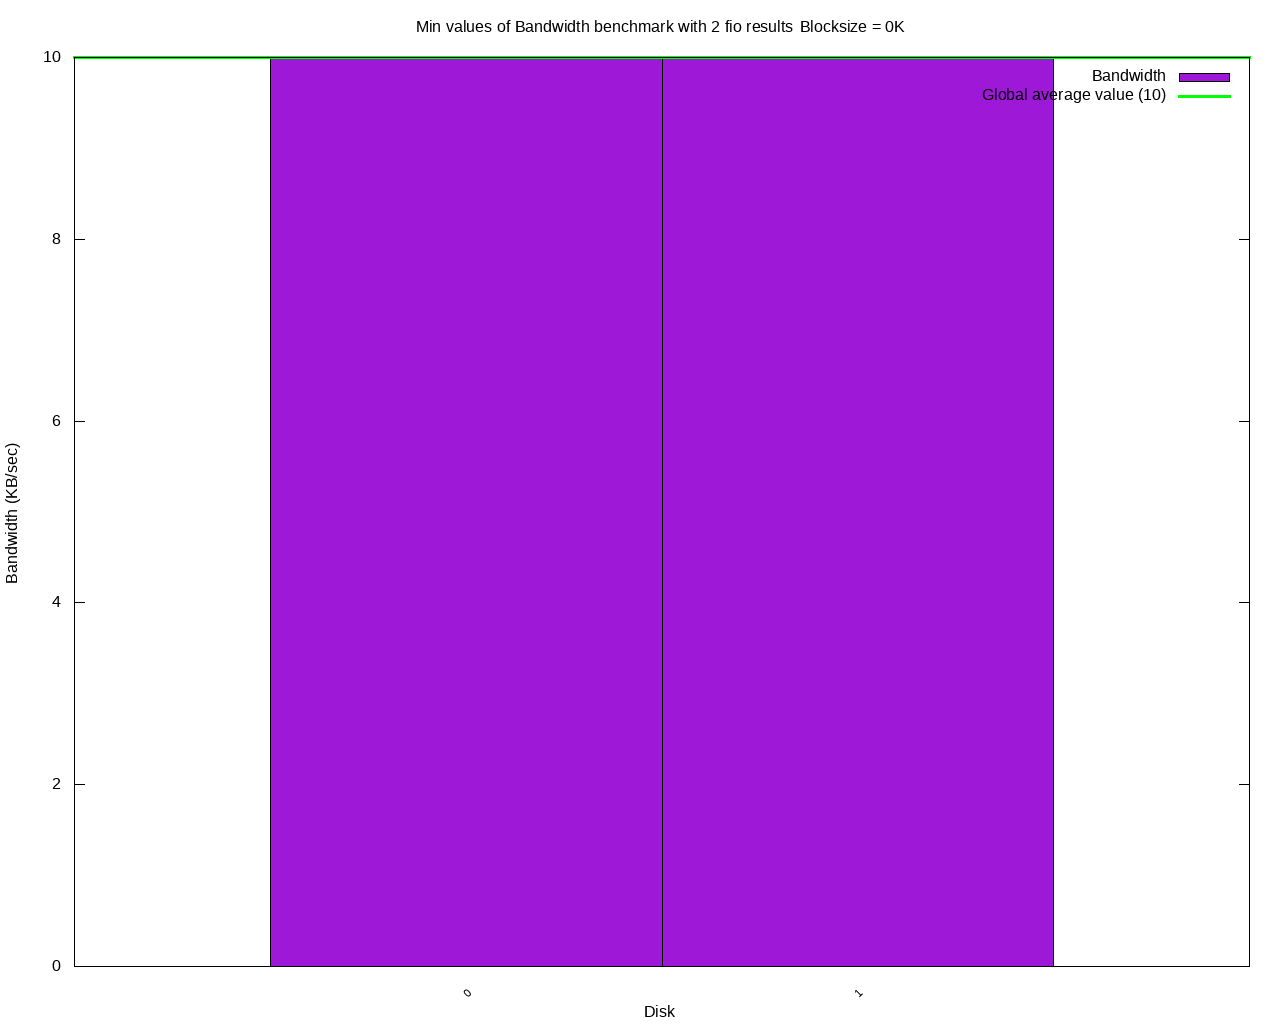 Min values of Bandwidth benchmark with 2 fio results Blocksize = 0K
10
Bandwidth
Global average value (10)
8
6
Bandwidth (KB/sec)
4
2
0
0 1
Disk